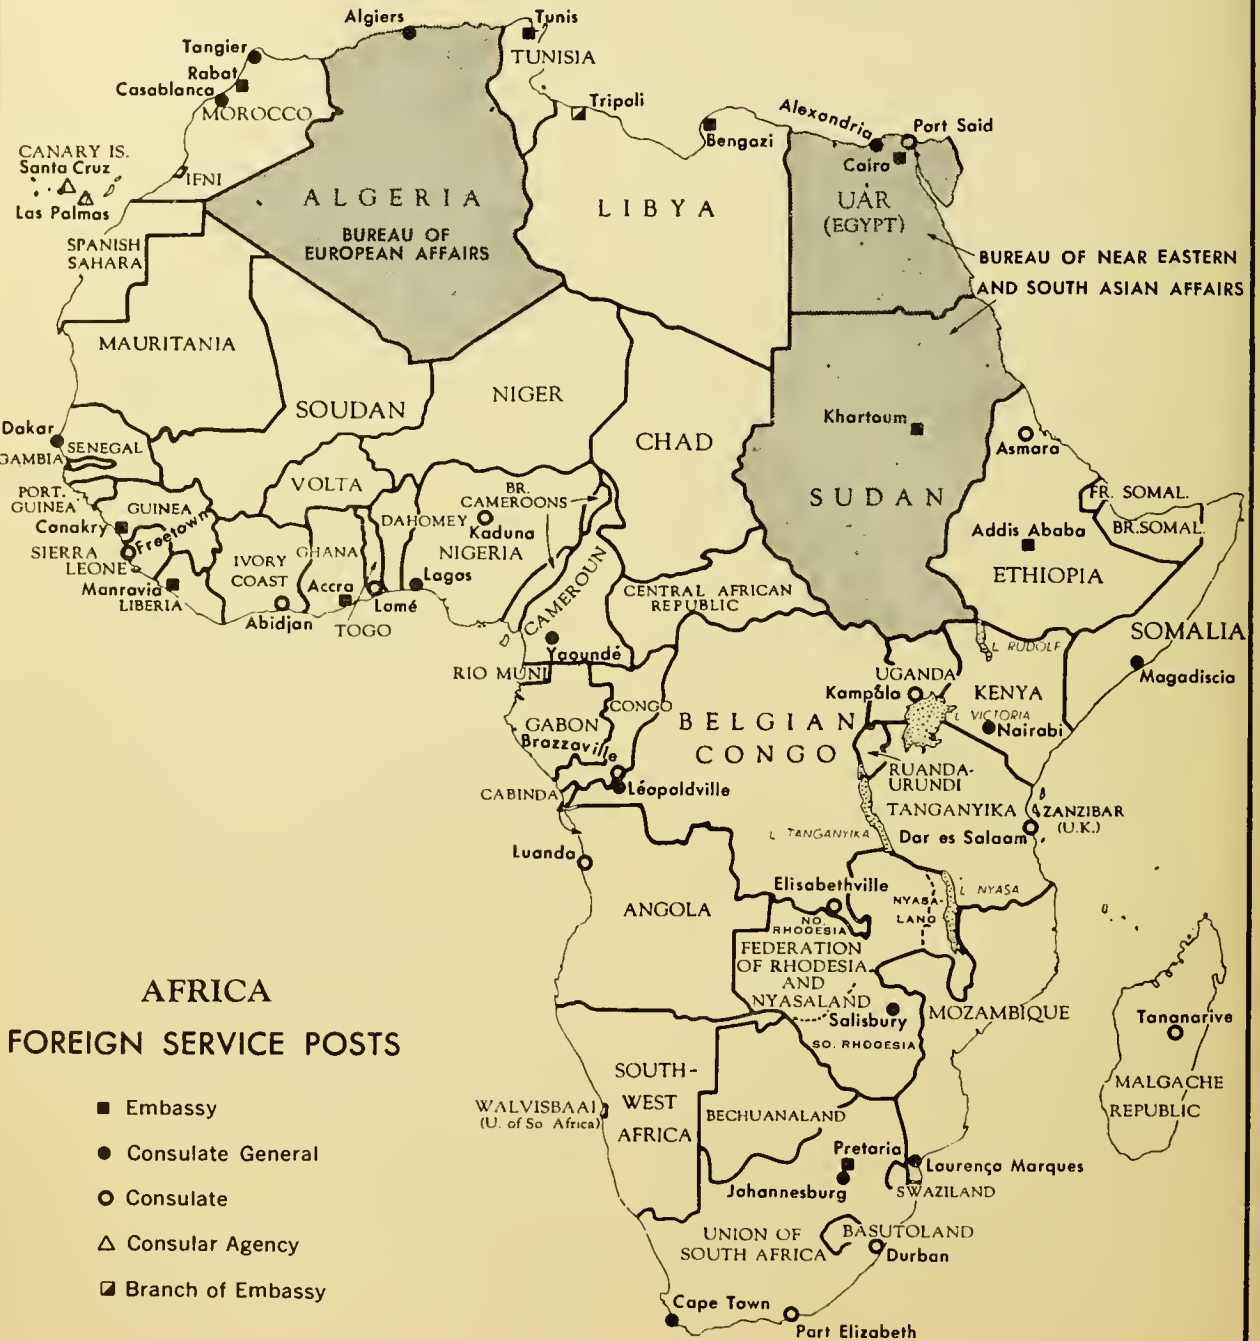 Algiers
Tunis
Tangier
TUNISIA
Rabat
Casablanca
MOROCCO
Tripoli
Bengazi
Alexandria
Port Said
Cairo
CANARY IS.
Santa Cruz
Las Palmas
IFNI
ALGERIA
BUREAU OF
EUROPEAN AFFAIRS
LIBYA
UAR
(EGYPT)
SPANISH
SAHARA
BUREAU OF NEAR EASTERN
AND SOUTH ASIAN AFFAIRS
MAURITANIA
SOUDAN
NIGER
CHAD
Khartoum
SUDAN
Asmara
Dakar
SENEGAL
GAMBIA
PORT.
GUINEA
GUINEA
Conakry
Freetown
SIERRA
LEONE
Monravia
LIBERIA
VOLTA
IVORY
COAST
GHANA
Accra
Abidjan
TOGO
Lomé
DAHOMEY
BR.
CAMEROONS
Kaduna
NIGERIA
Lagos
FR. SOMAL.
BR. SOMAL.
Addis Ababa
ETHIOPIA
CAMEROUN
CENTRAL AFRICAN
REPUBLIC
Yaoundé
RIO MUNI
SOMALIA
L RUDOLF
Magadiscia
UGANDA
Kampala
KENYA
L VICTORIA
Nairabi
GABON
CONGO
Brazzaville
BELGIAN
CONGO
CABINDA
Léapaldville
RUANDA-
URUNDI
TANGANYIKA
ZANZIBAR
(U.K.)
L TANGANYIKA
Dar es Salaam
Luanda
Elisabethville
L NYASA
NYASA-
LAND
ANGOLA
NO.
RHODESIA
FEDERATION
OF RHODESIA
AND
NYASALAND
Salisbury
SO. RHODESIA
MOZAMBIQUE
Tananarive
MALGACHE
REPUBLIC
SOUTH-
WEST
AFRICA
WALVISBAAI
(U. of So Africa)
BECHUANALAND
Pretaria
Johannesburg
Lourença Marques
SWAZILAND
UNION OF
SOUTH AFRICA
BASUTOLAND
Durban
Cape Town
Part Elizabeth
AFRICA
FOREIGN SERVICE POSTS
Embassy
Consulate General
Consulate
Consular Agency
Branch of Embassy